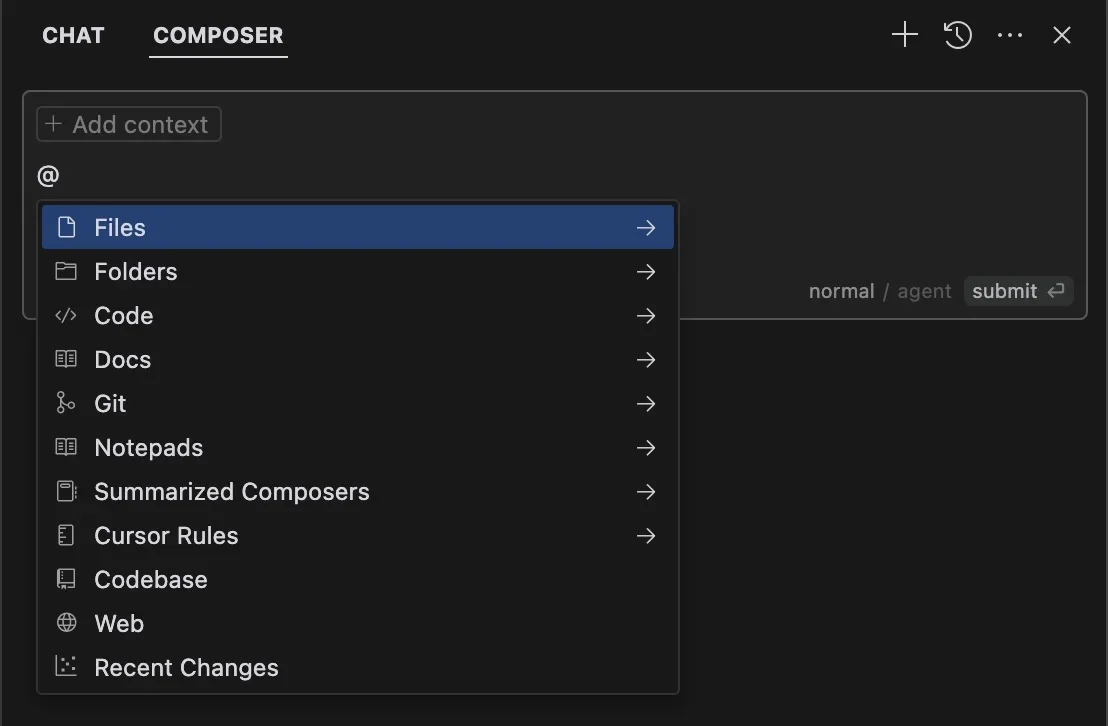 CHAT COMPOSER
+ Add context
@
Files
Folders
Code
Docs
Git
Notepads
Summarized Composers
Cursor Rules
Codebase
Web
Recent Changes
normal / agent submit